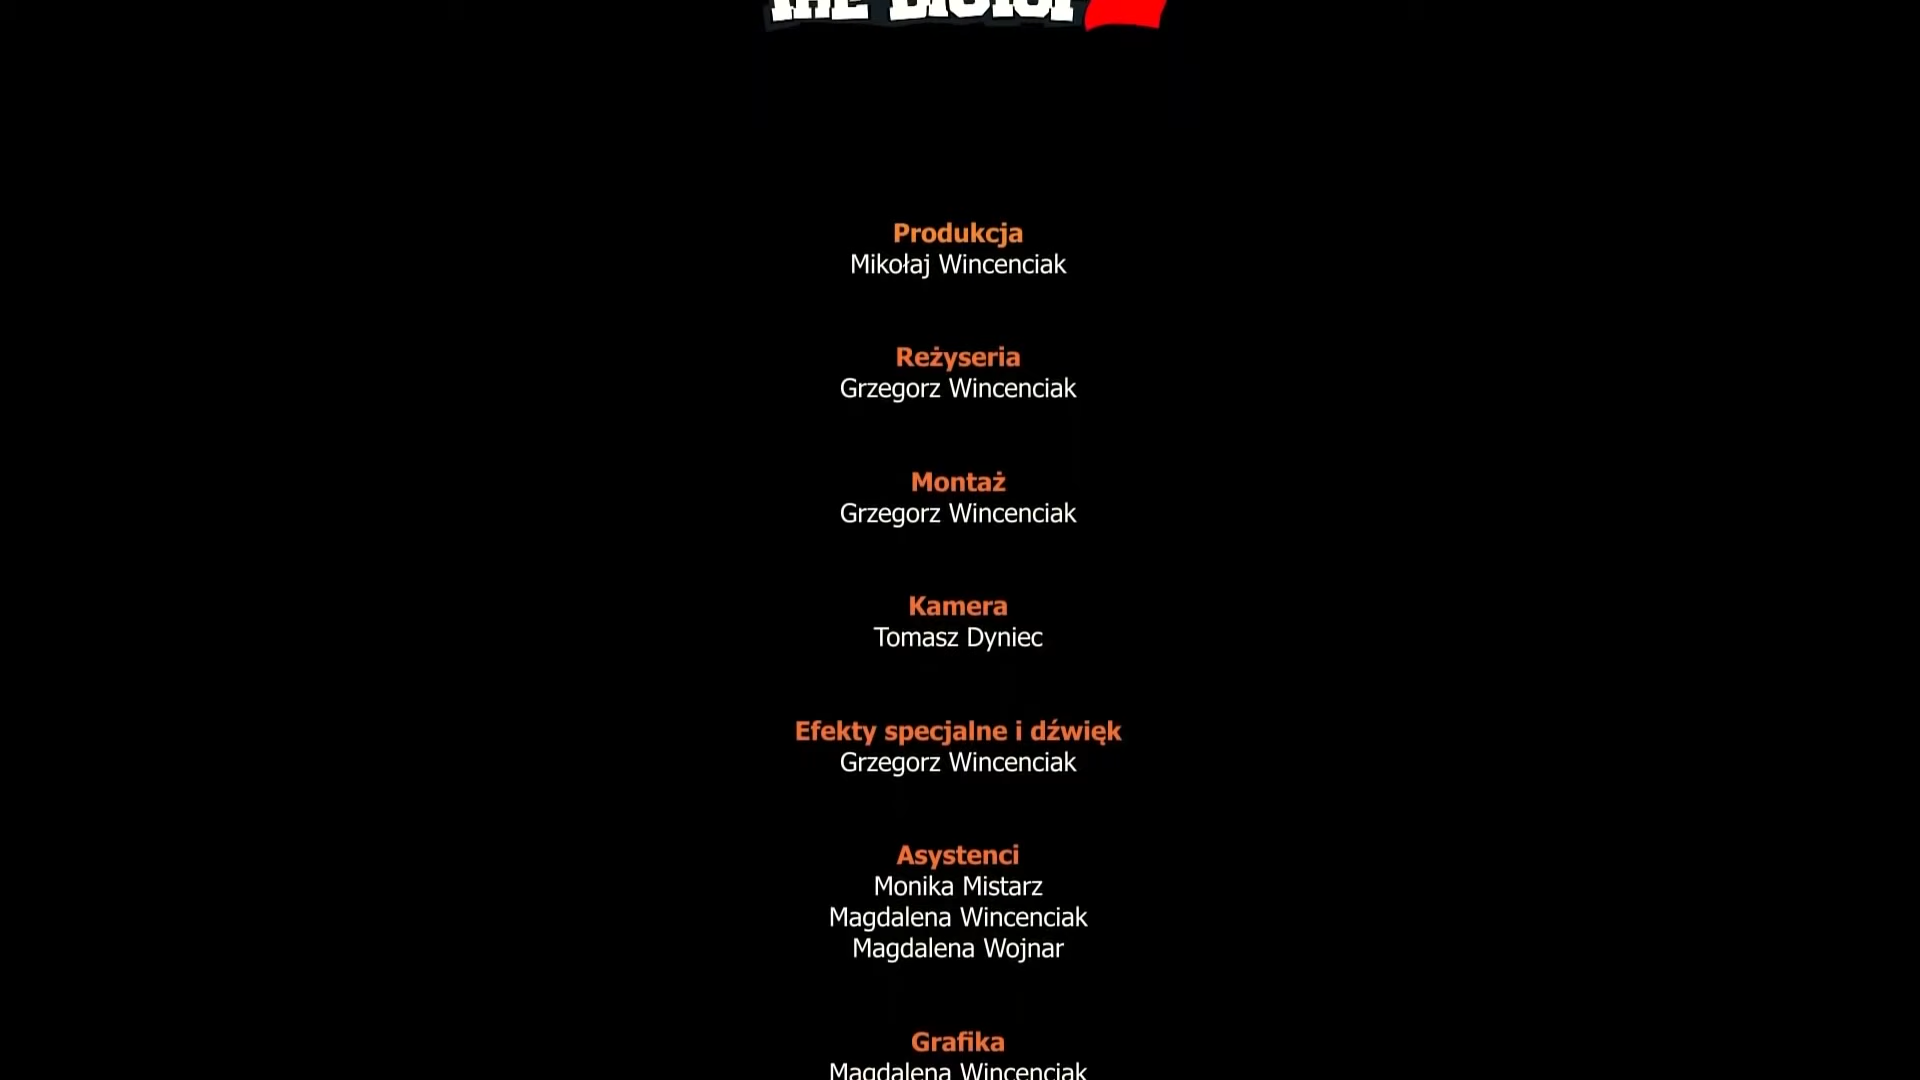 Produkcja
Mikołaj Wincenciak
Reżyseria
Grzegorz Wincenciak
Montaż
Grzegorz Wincenciak
Kamera
Tomasz Dyniec
Efekty specjalne i dźwięk
Grzegorz Wincenciak
Asystenci
Monika Mistarz
Magdalena Wincenciak
Magdalena Wojnar
Grafika
Magdalena Wincenciak